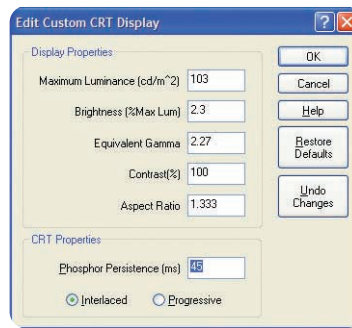 Edit Custom CRT Display
Display Properties
Maximum Luminance (cd/m^2) 103
Brightness (%Max Lum) 2.3
Equivalent Gamma 2.27
Contrast(%) 100
Aspect Ratio 1.333
CRT Properties
Phosphor Persistence (ms) 45
Interlaced Progressive
OK
Cancel
Help
Restore
Defaults
Undo
Changes